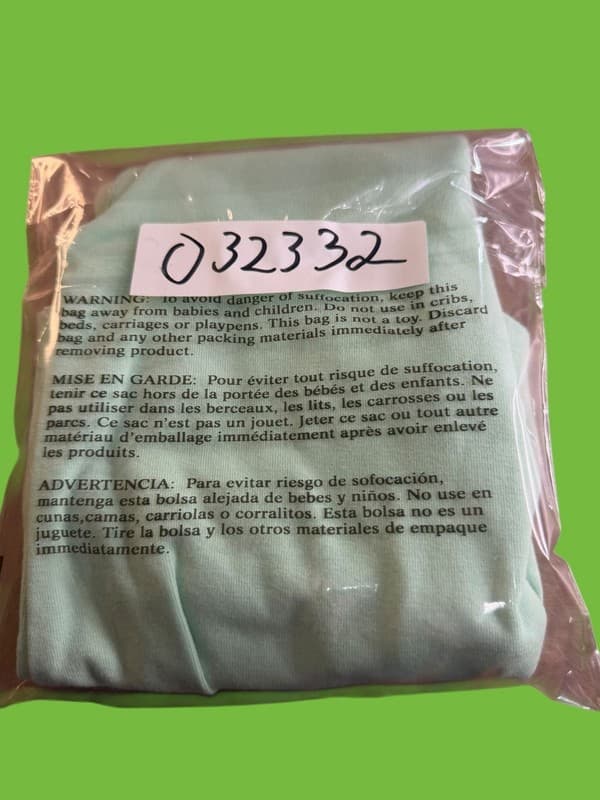 032332
WARNING: To avoid danger of suffocation, keep this
bag away from babies and children. Do not use in cribs,
beds, carriages or playpens. This bag is not a toy. Discard
bag and any other packing materials immediately after
removing product.
MISE EN GARDE: Pour éviter tout risque de suffocation,
tenir ce sac hors de la portée des bébés et des enfants. Ne
pas utiliser dans les berceaux, les lits, les carrosses ou les
parcs. Ce sac n'est pas un jouet. Jeter ce sac ou tout autre
matériau d'emballage immédiatement après avoir enlevé
les produits.
ADVERTENCIA: Para evitar riesgo de sofocación,
mantenga esta bolsa alejada de bebes y niños. No use en
cunas,camas, carriolas o corralitos. Esta bolsa no es un
juguete. Tire la bolsa y los otros materiales de empaque
immediatamente.